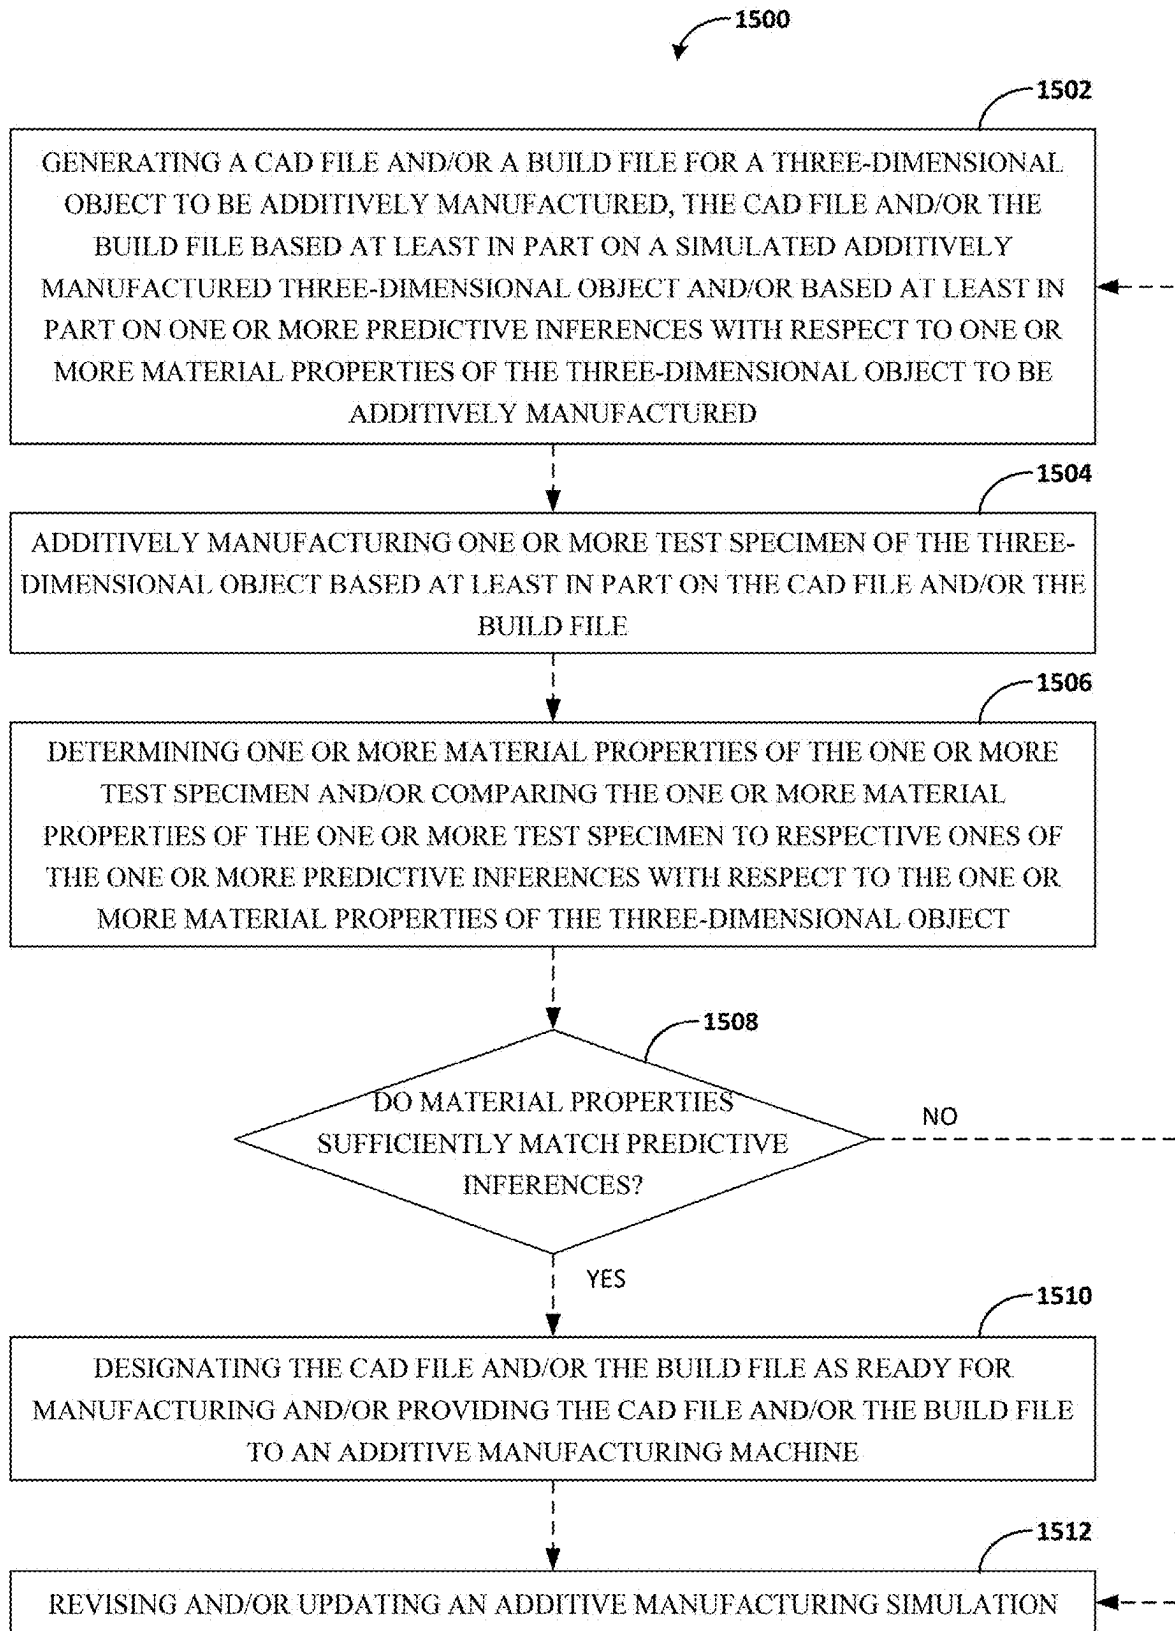 1500
1502
GENERATING A CAD FILE AND/OR A BUILD FILE FOR A THREE-DIMENSIONAL
OBJECT TO BE ADDITIVELY MANUFACTURED, THE CAD FILE AND/OR THE
BUILD FILE BASED AT LEAST IN PART ON A SIMULATED ADDITIVELY
MANUFACTURED THREE-DIMENSIONAL OBJECT AND/OR BASED AT LEAST IN
PART ON ONE OR MORE PREDICTIVE INFERENCES WITH RESPECT TO ONE OR
MORE MATERIAL PROPERTIES OF THE THREE-DIMENSIONAL OBJECT TO BE
ADDITIVELY MANUFACTURED
1504
ADDITIVELY MANUFACTURING ONE OR MORE TEST SPECIMEN OF THE THREE-
DIMENSIONAL OBJECT BASED AT LEAST IN PART ON THE CAD FILE AND/OR THE
BUILD FILE
1506
DETERMINING ONE OR MORE MATERIAL PROPERTIES OF THE ONE OR MORE
TEST SPECIMEN AND/OR COMPARING THE ONE OR MORE MATERIAL
PROPERTIES OF THE ONE OR MORE TEST SPECIMEN TO RESPECTIVE ONES OF
THE ONE OR MORE PREDICTIVE INFERENCES WITH RESPECT TO THE ONE OR
MORE MATERIAL PROPERTIES OF THE THREE-DIMENSIONAL OBJECT
1508
DO MATERIAL PROPERTIES
SUFFICIENTLY MATCH PREDICTIVE
INFERENCES?
NO
YES
1510
DESIGNATING THE CAD FILE AND/OR THE BUILD FILE AS READY FOR
MANUFACTURING AND/OR PROVIDING THE CAD FILE AND/OR THE BUILD FILE
TO AN ADDITIVE MANUFACTURING MACHINE
1512
REVISING AND/OR UPDATING AN ADDITIVE MANUFACTURING SIMULATION